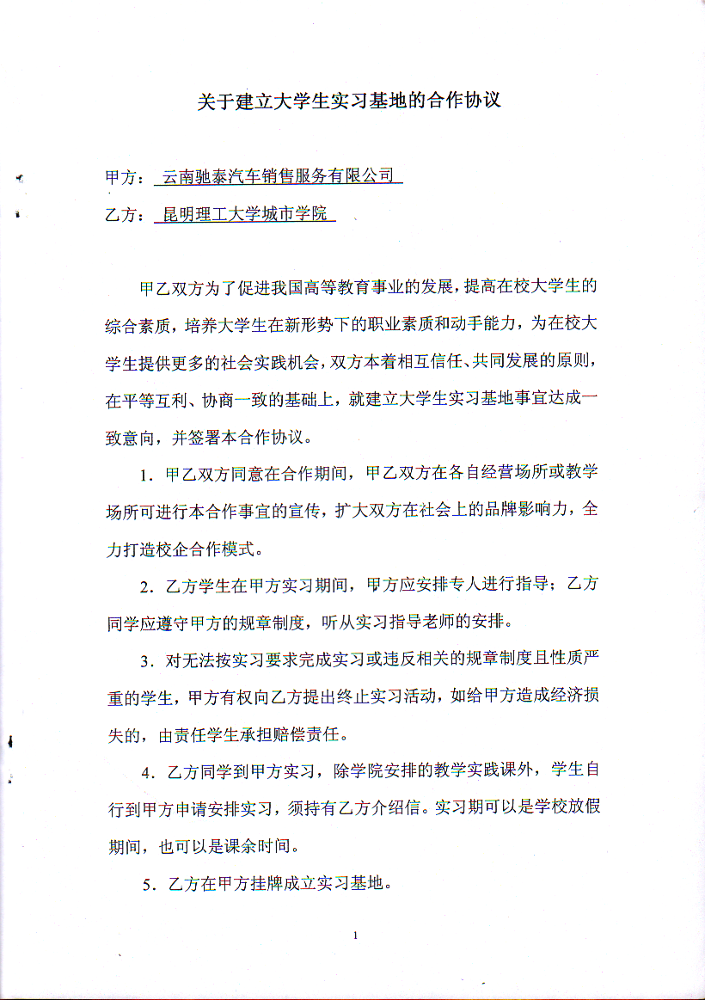 关于建立大学生实习基地的合作协议
甲方：云南驰泰汽车销售服务有限公司
乙方：昆明理工大学城市学院
甲乙双方为了促进我国高等教育事业的发展，提高在校大学生的
综合素质，培养大学生在新形势下的职业素质和动手能力，为在校大
学生提供更多的社会实践机会，双方本着相互信任、共同发展的原则，
在平等互利、协商一致的基础上，就建立大学生实习基地事宜达成一
致意向，并签署本合作协议。
1．甲乙双方同意在合作期间，甲乙双方在各自经营场所或教学
场所可进行本合作事宜的宣传，扩大双方在社会上的品牌影响力，全
力打造校企合作模式。
2．乙方学生在甲方实习期间，甲方应安排专人进行指导；乙方
同学应遵守甲方的规章制度，听从实习指导老师的安排。
3．对无法按实习要求完成实习或违反相关的规章制度且性质严
重的学生，甲方有权向乙方提出终止实习活动，如给甲方造成经济损
失的，由责任学生承担赔偿责任。
4．乙方同学到甲方实习，除学院安排的教学实践课外，学生自
行到甲方申请安排实习，须持有乙方介绍信。实习期可以是学校放假
期间，也可以是课余时间。
5．乙方在甲方挂牌成立实习基地。
1